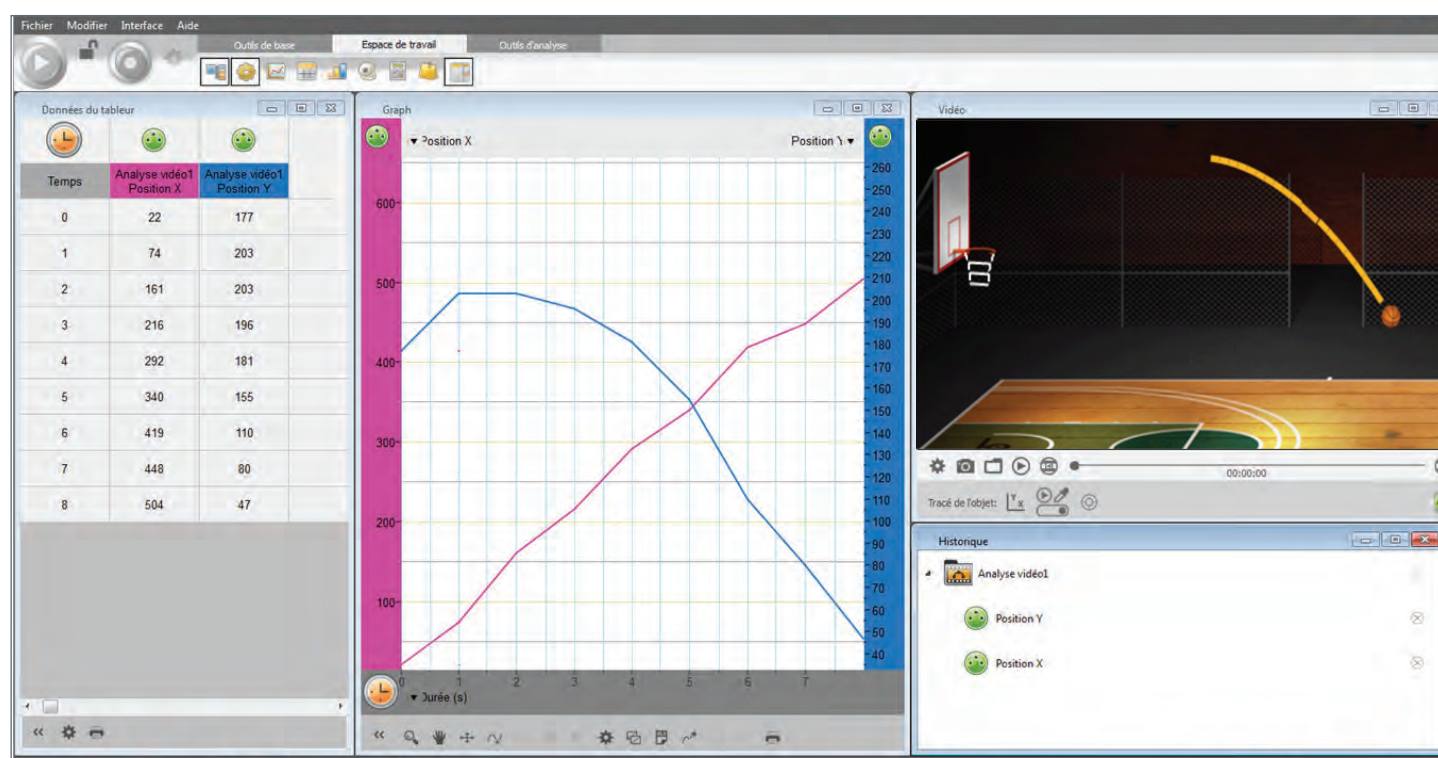 Fichier Modifier Interface Aide
Outils de base Espace de travail Outils d'analyse
Données du tableur
Temps Analyse vidéo1 Position X Analyse vidéo1 Position Y
0 22 177
1 74 203
2 161 203
3 216 196
4 292 181
5 340 155
6 419 110
7 448 80
8 504 47
Graph
Position X Position Y
600
500
400
300
200
100
260
250
240
230
220
210
200
190
180
170
160
150
140
130
120
110
100
90
80
70
60
50
40
0 1 2 3 4 5 6 7
Durée (s)
Vidéo
00:00:00
Tracé de l'objet: Y X
Historique
Analyse vidéo1
Position Y
Position X